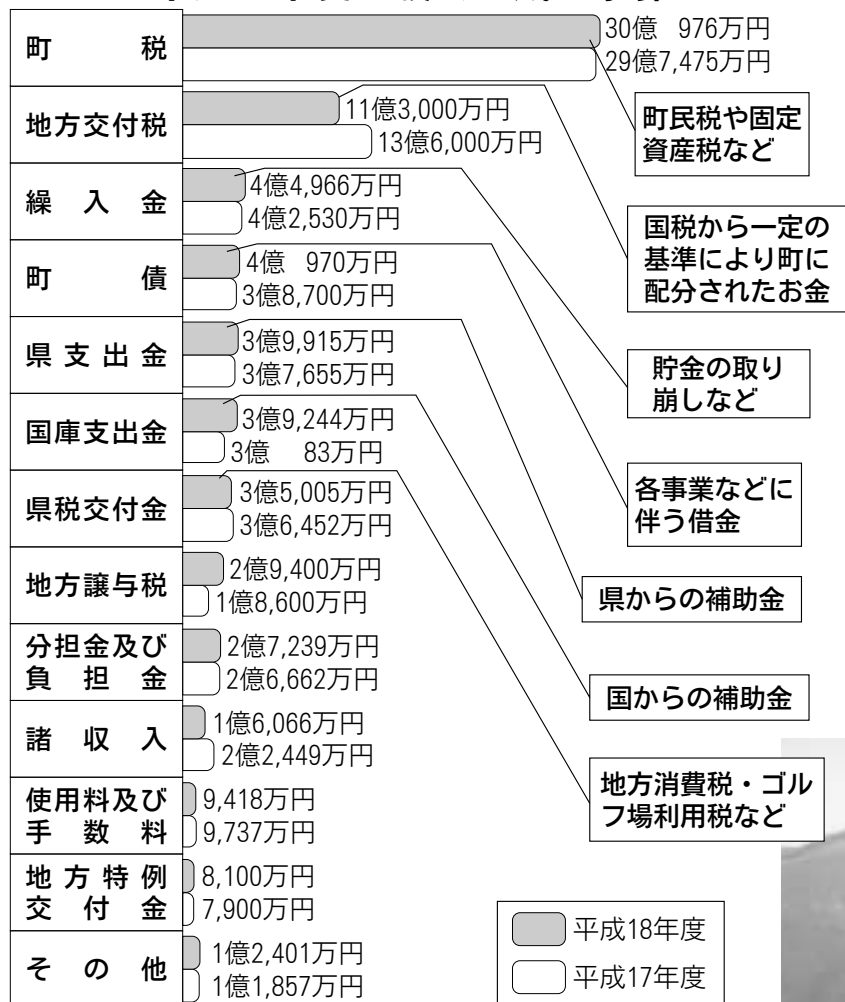 町税
30億 976万円
29億7,475万円
町民税や固定
資産税など
地方交付税
11億3,000万円
13億6,000万円
国税から一定の
基準により町に
配分されたお金
繰入金
4億4,966万円
4億2,530万円
貯金の取り
崩しなど
町債
4億 970万円
3億8,700万円
各事業などに
伴う借金
県支出金
3億9,915万円
3億7,655万円
県からの補助金
国庫支出金
3億9,244万円
3億 83万円
国からの補助金
県税交付金
3億5,005万円
3億6,452万円
地方消費税・ゴル
フ場利用税など
地方譲与税
2億9,400万円
1億8,600万円
分担金及び
負担金
2億7,239万円
2億6,662万円
諸収入
1億6,066万円
2億2,449万円
使用料及び
手数料
9,418万円
9,737万円
地方特例
交付金
8,100万円
7,900万円
その他
1億2,401万円
1億1,857万円
平成18年度
平成17年度